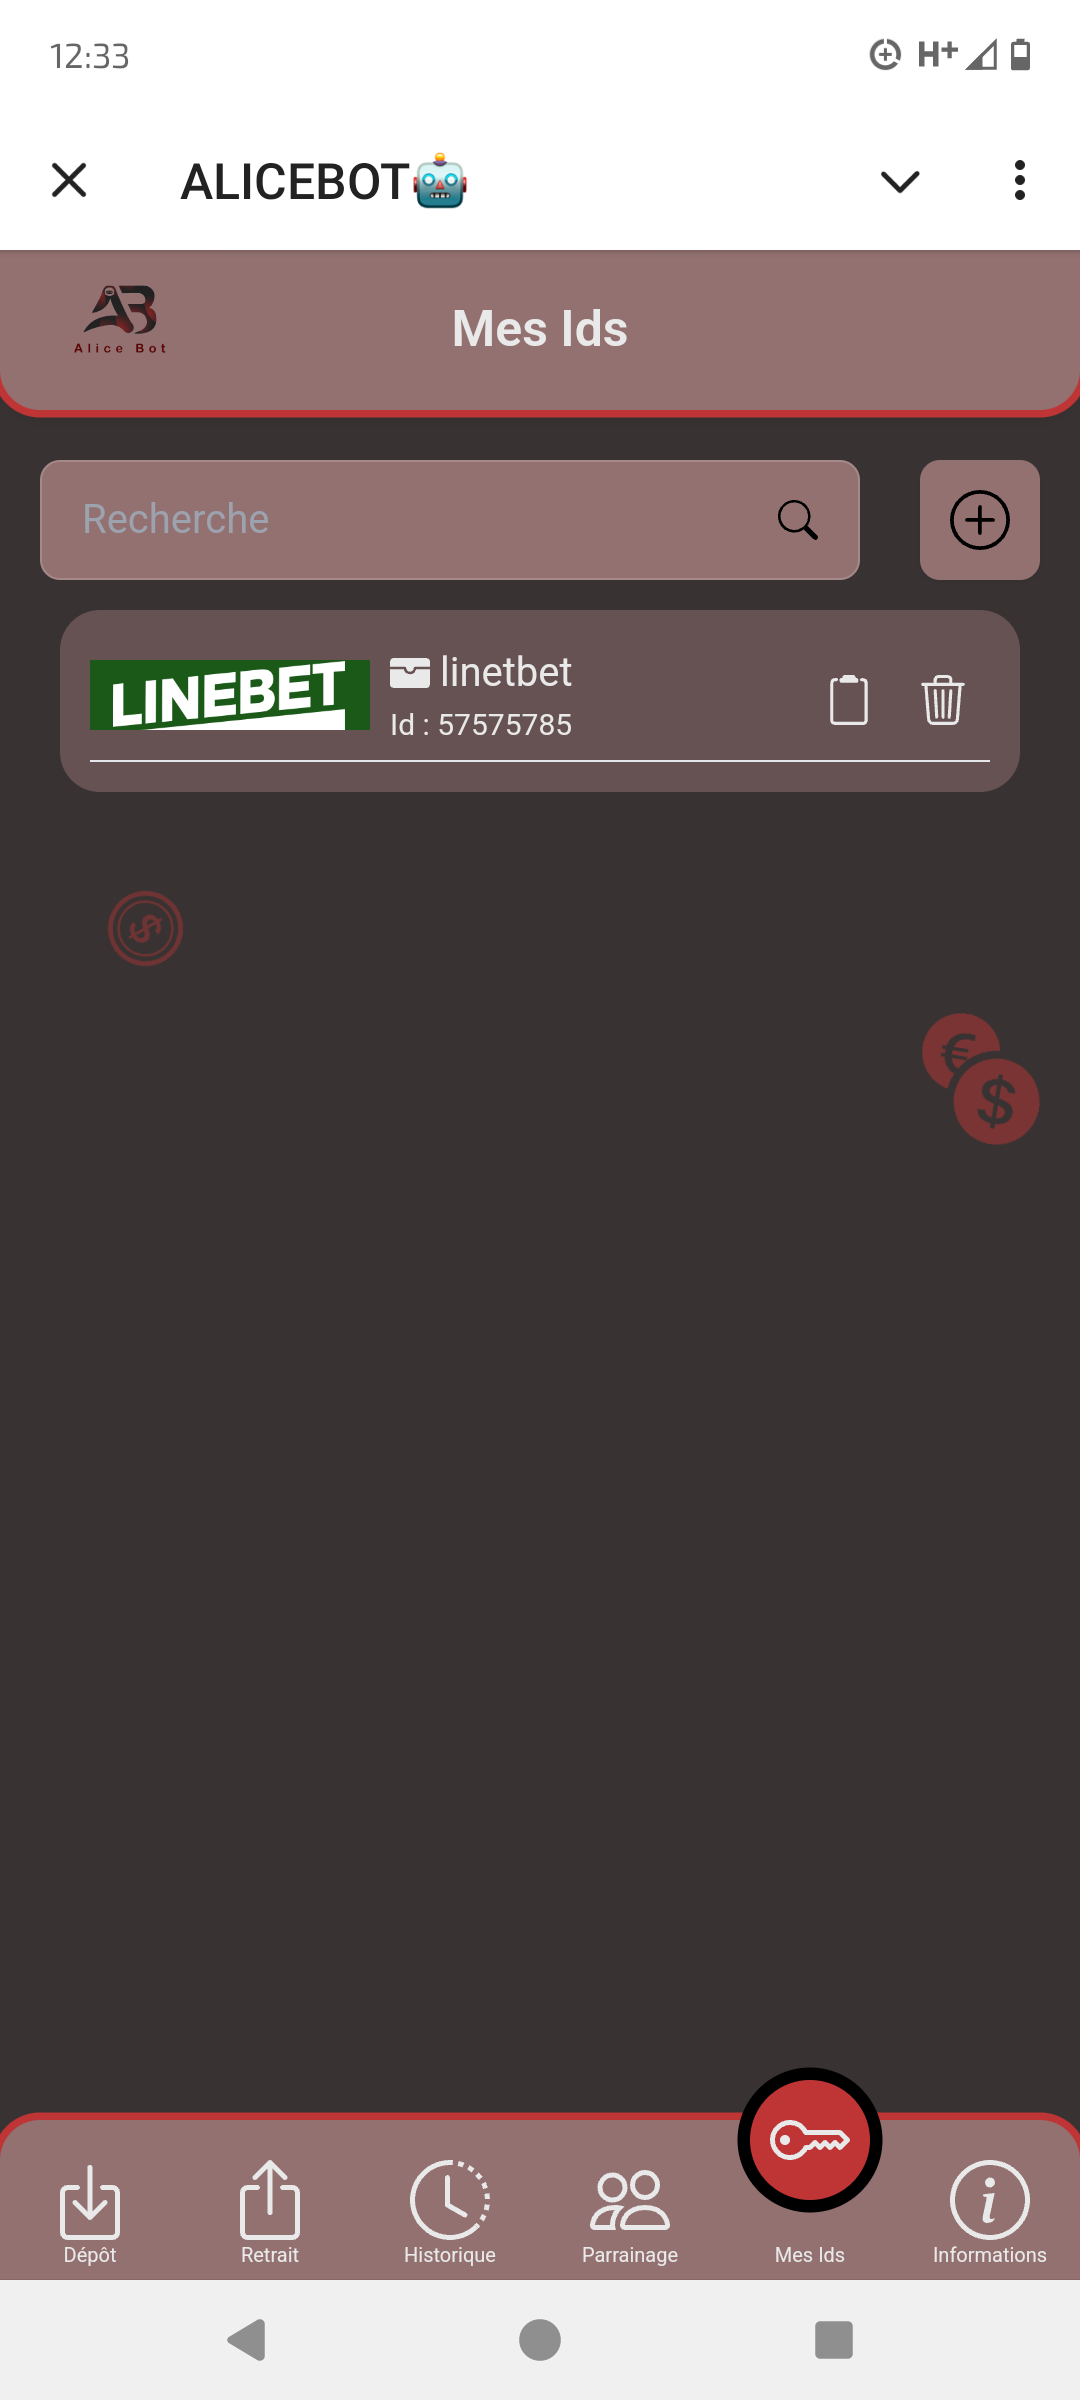 12:33
H+
ALICEBOT🤖
Alice Bot
Mes Ids
Recherche
LINEBET
linetbet
Id : 57575785
Dépôt
Retrait
Historique
Parrainage
Mes Ids
Informations